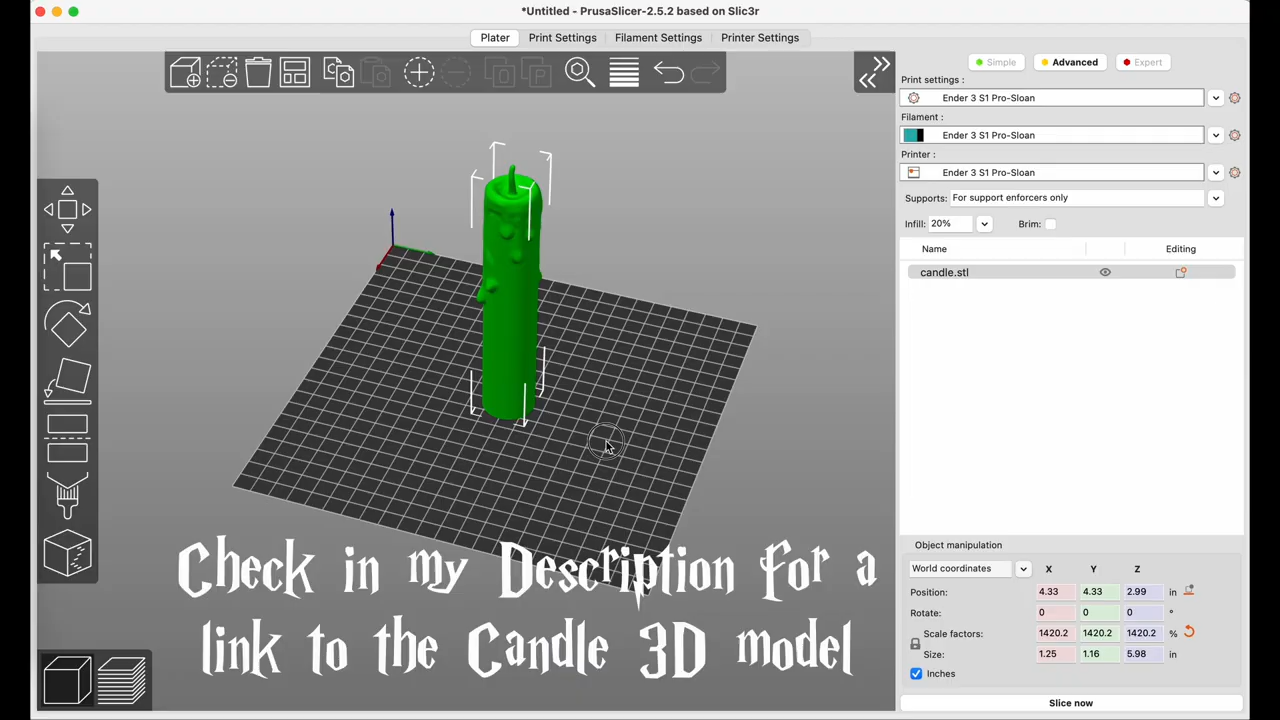 *Untitled - PrusaSlicer-2.5.2 based on Slic3r
Plater Print Settings Filament Settings Printer Settings
Simple Advanced Expert
Print settings :
Ender 3 S1 Pro-Sloan
Filament :
Ender 3 S1 Pro-Sloan
Printer :
Ender 3 S1 Pro-Sloan
Supports: For support enforcers only
Infill: 20% Brim:
Name Editing
candle.stl
Object manipulation
World coordinates X Y Z
Position: 4.33 4.33 2.99 in
Rotate: 0 0 0 °
Scale factors: 1420.2 1420.2 1420.2 %
Size: 1.25 1.16 5.98 in
Inches
Slice now
Check in my Description for a
link to the Candle 3D model